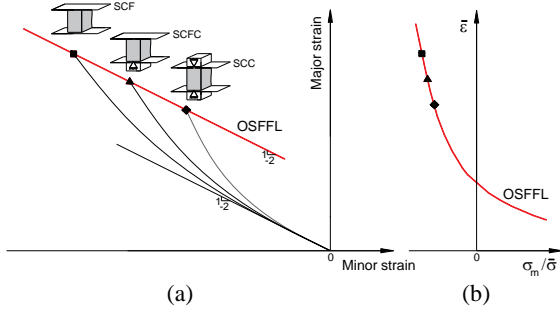 SCF
SCFC
SCC
OSFFL
1
-2
1
-2
Major strain
0
Minor strain
(a)
ε̄
OSFFL
0
σm/σ̄
(b)